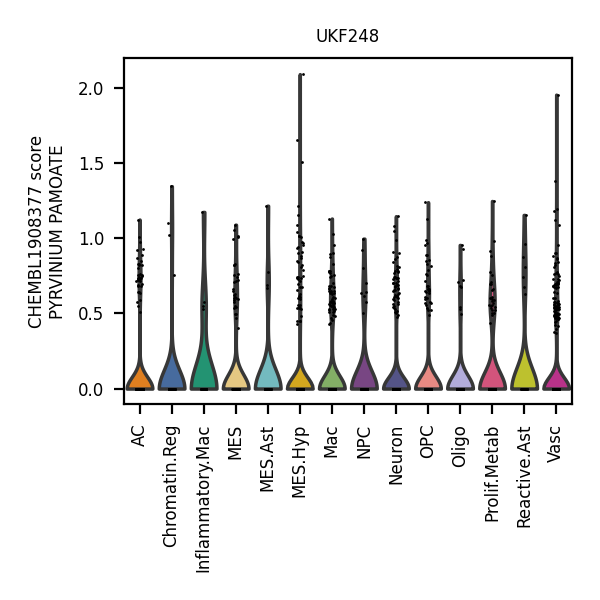 UKF248
CHEMBL1908377 score
PYRVINIUM PAMOATE
2.0
1.5
1.0
0.5
0.0
AC
Chromatin.Reg
Inflammatory.Mac
MES
MES.Ast
MES.Hyp
Mac
NPC
Neuron
OPC
Oligo
Prolif.Metab
Reactive.Ast
Vasc